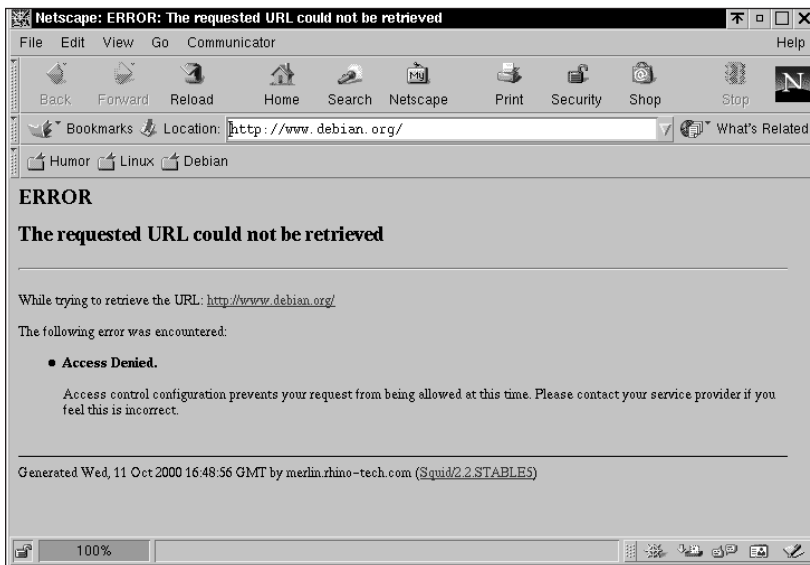 Netscape: ERROR: The requested URL could not be retrieved
File Edit View Go Communicator Help
Back Forward Reload Home Search Netscape Print Security Shop Stop
My
N
Bookmarks Location: http://www.debian.org/ What's Related
Humor Linux Debian
ERROR
The requested URL could not be retrieved
While trying to retrieve the URL: http://www.debian.org/
The following error was encountered:
• Access Denied.
Access control configuration prevents your request from being allowed at this time. Please contact your service provider if you
feel this is incorrect.
Generated Wed, 11 Oct 2000 16:48:56 GMT by merlin.rhino-tech.com (Squid/2.2.STABLE5)
100%